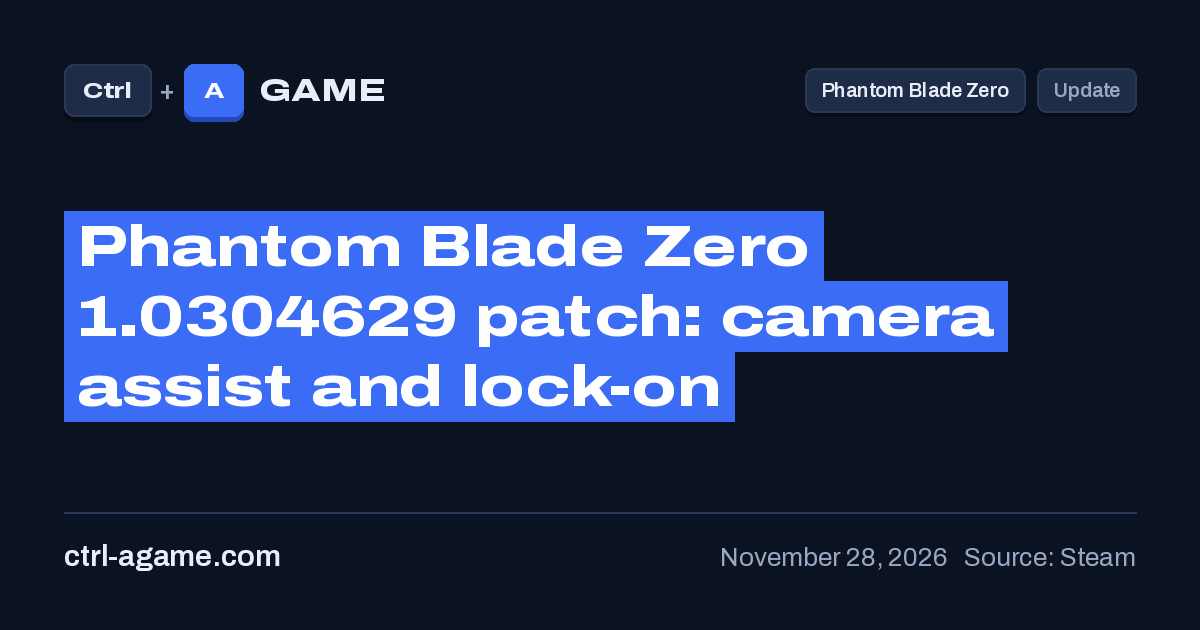 Ctrl + A GAME
Phantom Blade Zero Update
Phantom Blade Zero
1.0304629 patch: camera
assist and lock-on
ctrl-agame.com
November 28, 2026 Source: Steam